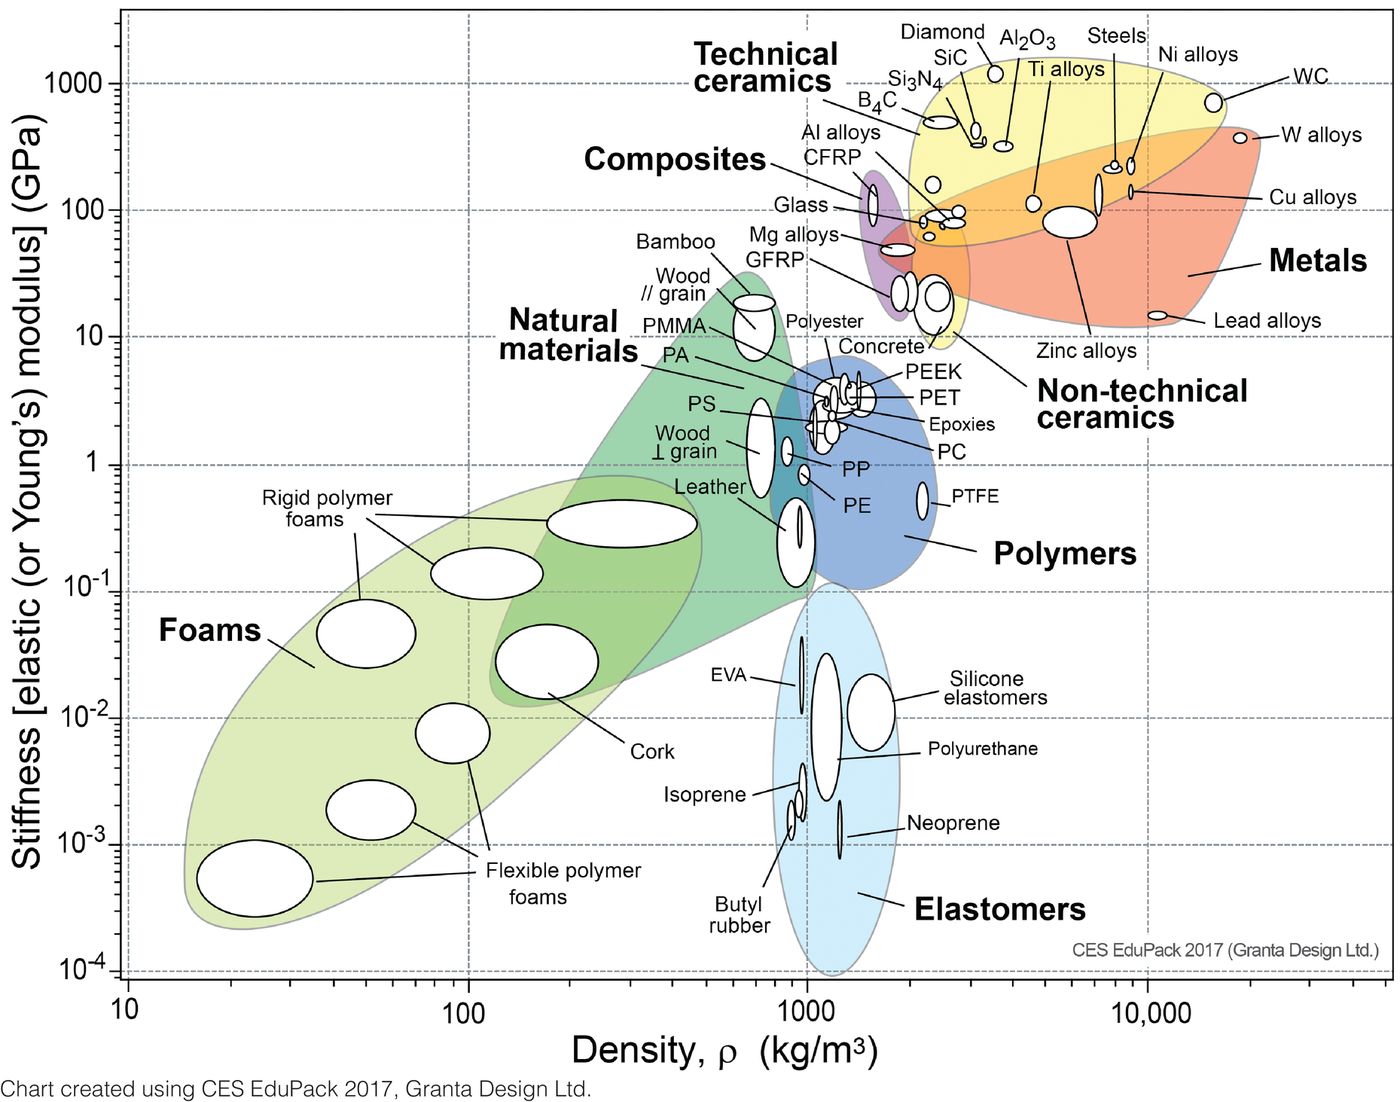 Stiffness [elastic (or Young's) modulus] (GPa)
1000
100
10
1
10⁻¹
10⁻²
10⁻³
10⁻⁴
Technical
ceramics
Diamond
SiC
Si₃N₄
B₄C
Al₂O₃
Ti alloys
Steels
Ni alloys
WC
W alloys
Al alloys
CFRP
Composites
Glass
Mg alloys
GFRP
Cu alloys
Metals
Lead alloys
Zinc alloys
Bamboo
Wood
// grain
Natural
materials
PMMA
PA
PS
Wood
⊥ grain
Leather
Polyester
Concrete
PEEK
PET
Epoxies
PC
Non-technical
ceramics
PP
PE
PTFE
Polymers
Rigid polymer
foams
Foams
Cork
Flexible polymer
foams
EVA
Silicone
elastomers
Polyurethane
Isoprene
Neoprene
Butyl
rubber
Elastomers
CES EduPack 2017 (Granta Design Ltd.)
10
100
1000
10,000
Density, ρ (kg/m³)
Chart created using CES EduPack 2017, Granta Design Ltd.